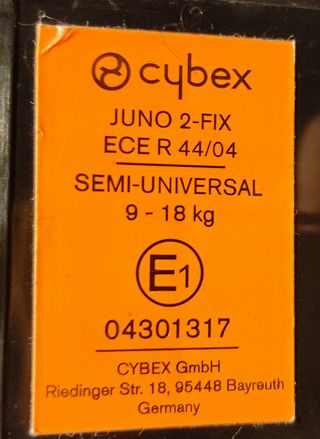 cybex
JUNO 2-FIX
ECE R 44/04
SEMI-UNIVERSAL
9 - 18 kg
E1
04301317
CYBEX GmbH
Riedinger Str. 18, 95448 Bayreuth
Germany